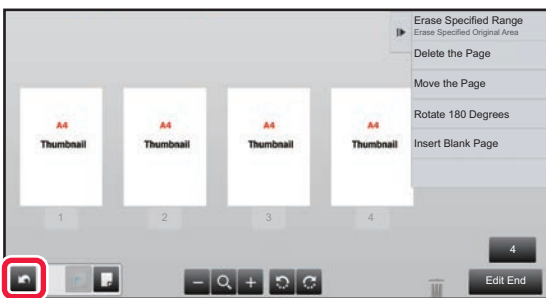 Erase Specified Range
Erase Specified Original Area
Delete the Page
Move the Page
Rotate 180 Degrees
Insert Blank Page
A4
Thumbnail
A4
Thumbnail
A4
Thumbnail
A4
Thumbnail
1
2
3
4
4
Edit End